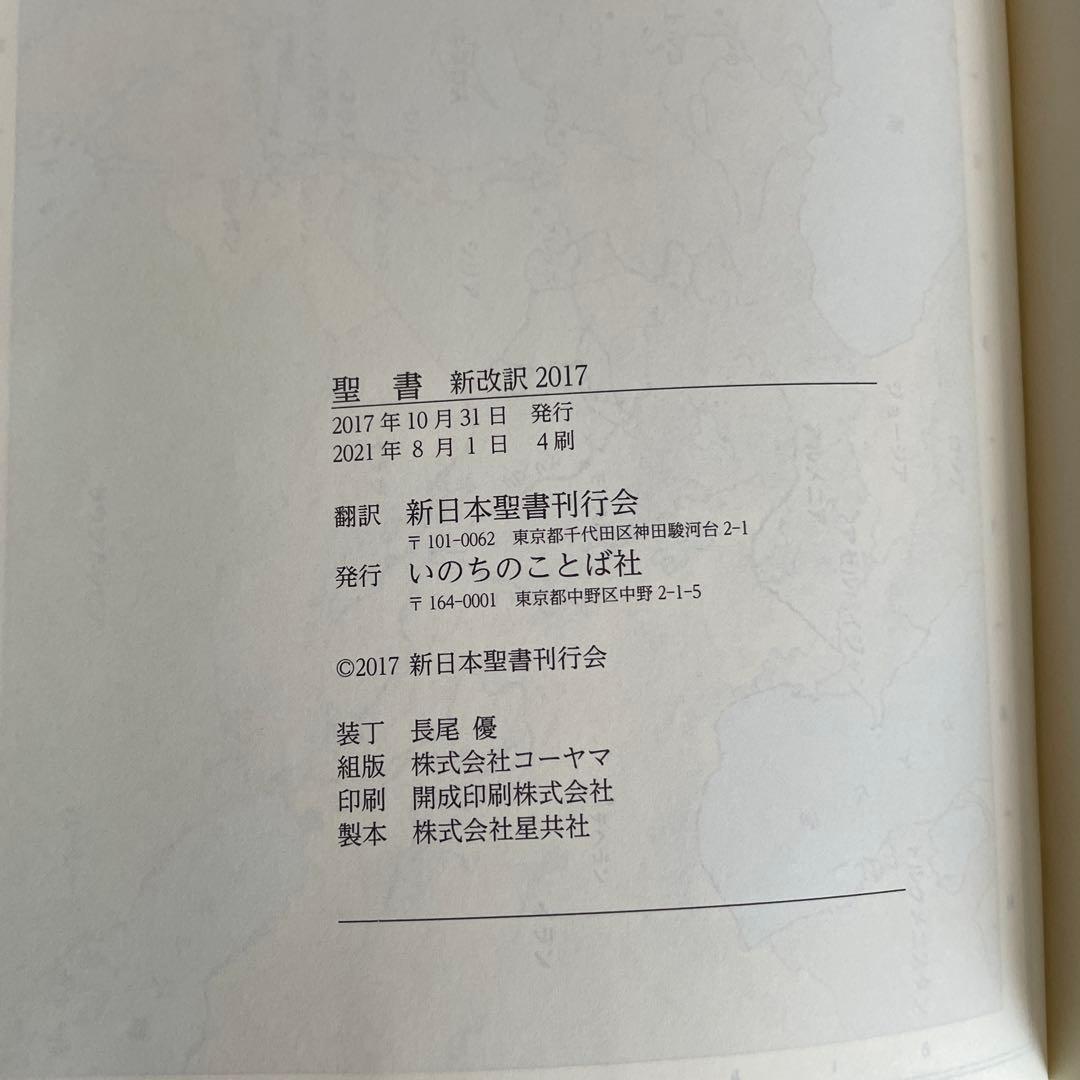 聖 書 新改訳 2017
2017 年 10 月 31 日 発行
2021 年 8 月 1 日 4 刷
翻訳 新日本聖書刊行会
〒 101-0062 東京都千代田区神田駿河台 2-1
発行 いのちのことば社
〒 164-0001 東京都中野区中野 2-1-5
©2017 新日本聖書刊行会
装丁 長尾 優
組版 株式会社コーヤマ
印刷 開成印刷株式会社
製本 株式会社星共社